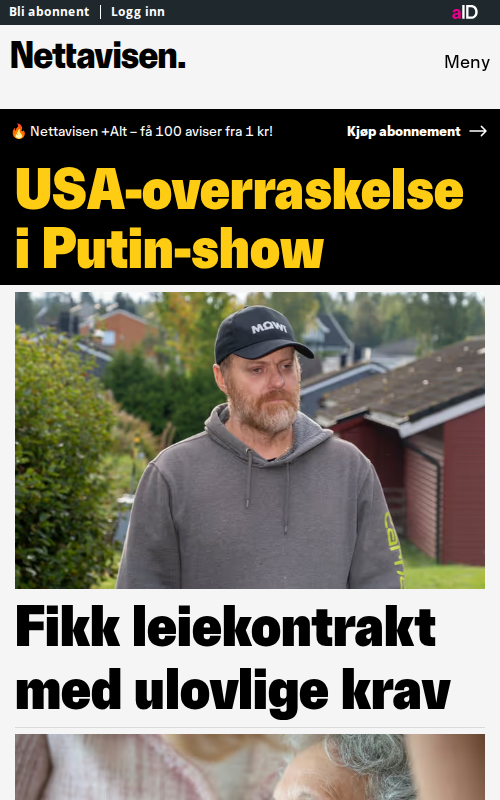 Bli abonnent | Logg inn
aID
Nettavisen.
Meny
🔥 Nettavisen +Alt – få 100 aviser fra 1 kr!
Kjøp abonnement →
USA-overraskelse
i Putin-show
MOWI
Fikk leiekontrakt
med ulovlige krav